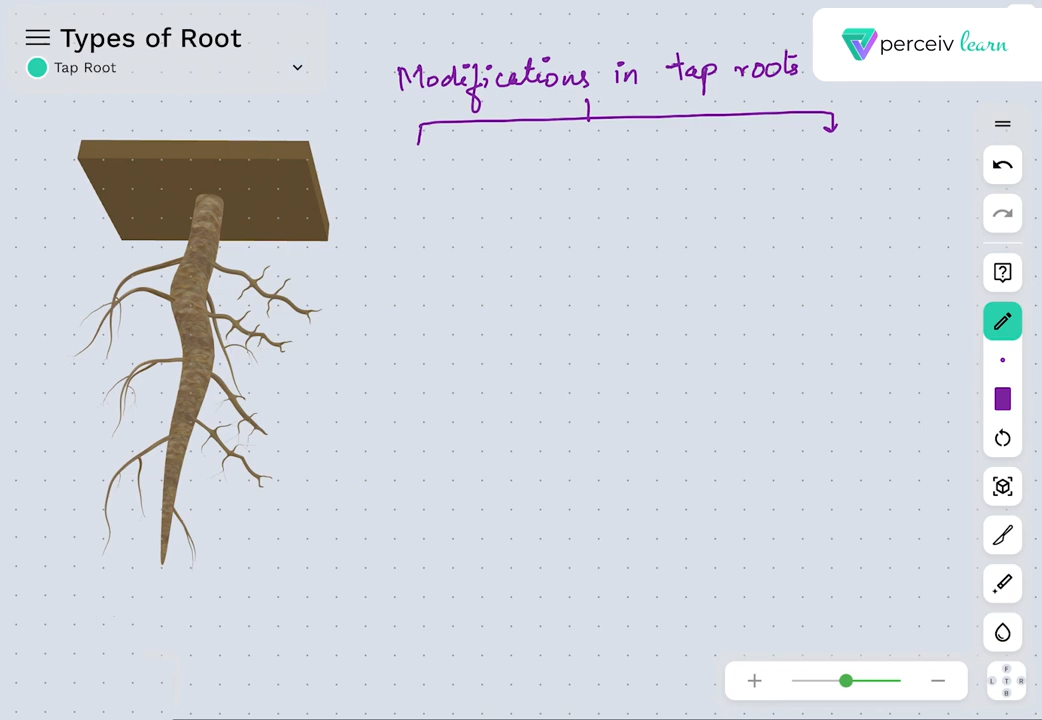 Types of Root
Tap Root
Modifications in tap roots
perceiv learn
F
L T R
B